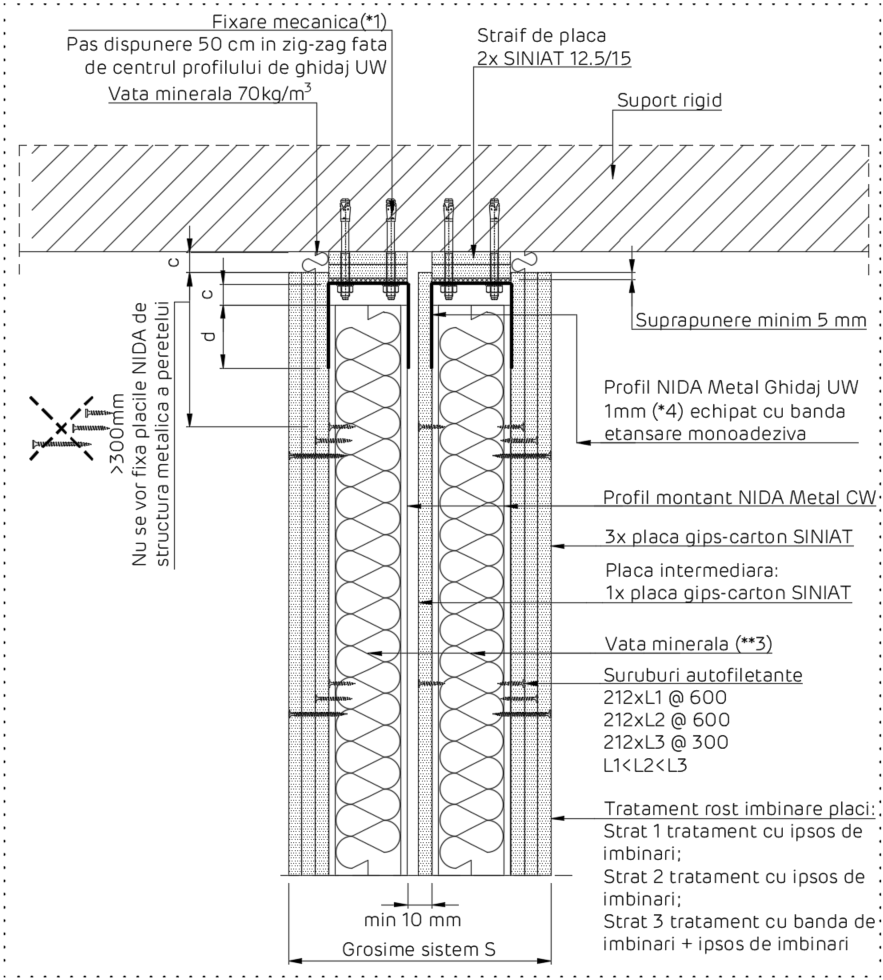 Fixare mecanica(*1)
Pas dispunere 50 cm in zig-zag fata
de centrul profilului de ghidaj UW
Vata minerala 70kg/m³
Straif de placa
2x SINIAT 12.5/15
Suport rigid
c
c
d
>300mm
Nu se vor fixa placile NIDA de
structura metalica a peretelui
Suprapunere minim 5 mm
Profil NIDA Metal Ghidaj UW
1mm (*4) echipat cu banda
etansare monoadeziva
Profil montant NIDA Metal CW
3x placa gips-carton SINIAT
Placa intermediara:
1x placa gips-carton SINIAT
Vata minerala (**3)
Suruburi autofiletante
212xL1 @ 600
212xL2 @ 600
212xL3 @ 300
L1<L2<L3
Tratament rost imbinare placi:
Strat 1 tratament cu ipsos de
imbinari;
Strat 2 tratament cu ipsos de
imbinari;
Strat 3 tratament cu banda de
imbinari + ipsos de imbinari
min 10 mm
Grosime sistem S